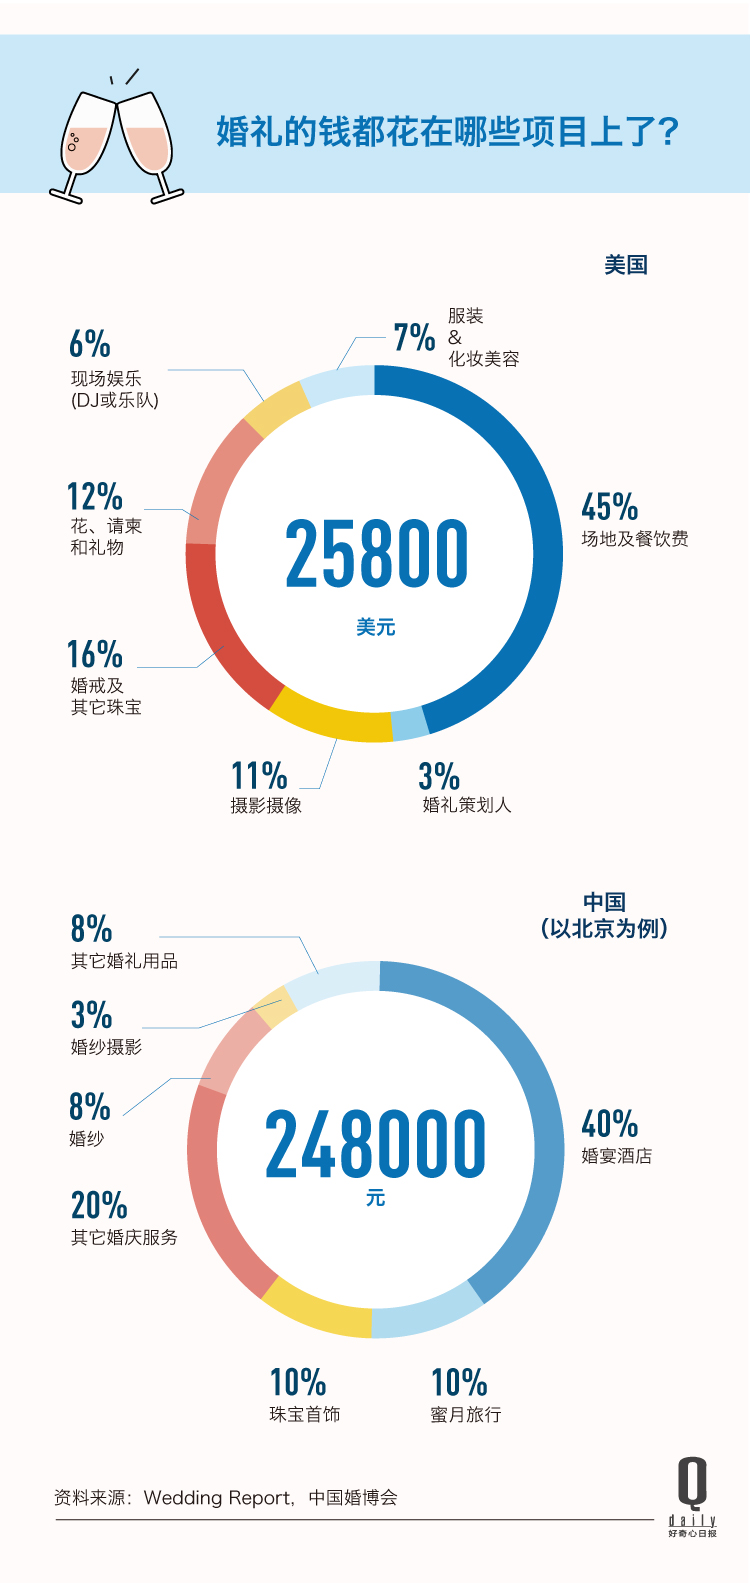 婚礼的钱都花在哪些项目上了?
美国
7%
服装
&
化妆美容
6%
现场娱乐
(DJ或乐队)
12%
花、请柬
和礼物
45%
场地及餐饮费
25800
美元
16%
婚戒及
其它珠宝
11%
摄影摄像
3%
婚礼策划人
中国
(以北京为例)
8%
其它婚礼用品
3%
婚纱摄影
8%
婚纱
40%
婚宴酒店
248000
元
20%
其它婚庆服务
10%
珠宝首饰
10%
蜜月旅行
资料来源：Wedding Report，中国婚博会
Q
daily
好奇心日报